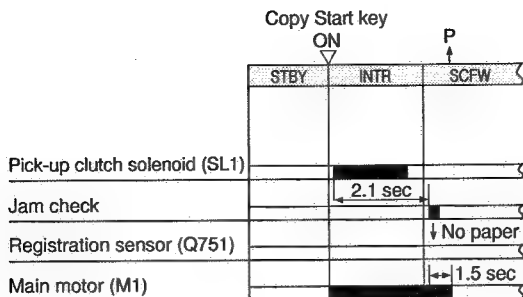 Copy Start key
ON
P
STBY
INTR
SCFW
Pick-up clutch solenoid (SL1)
2.1 sec
Jam check
No paper
Registration sensor (Q751)
1.5 sec
Main motor (M1)